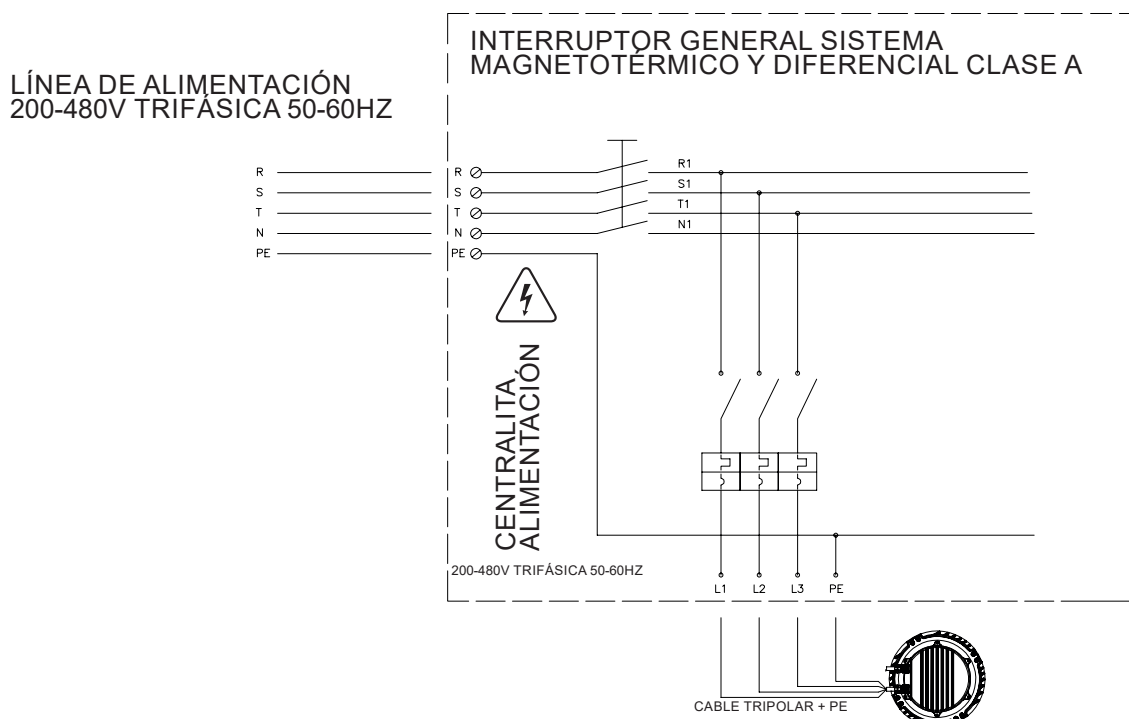 INTERRUPTOR GENERAL SISTEMA
MAGNETOTÉRMICO Y DIFERENCIAL CLASE A
LÍNEA DE ALIMENTACIÓN
200-480V TRIFÁSICA 50-60HZ
R
S
T
N
PE
R
S
T
N
PE
R1
S1
T1
N1
CENTRALITA
ALIMENTACIÓN
200-480V TRIFÁSICA 50-60HZ
L1 L2 L3 PE
CABLE TRIPOLAR + PE